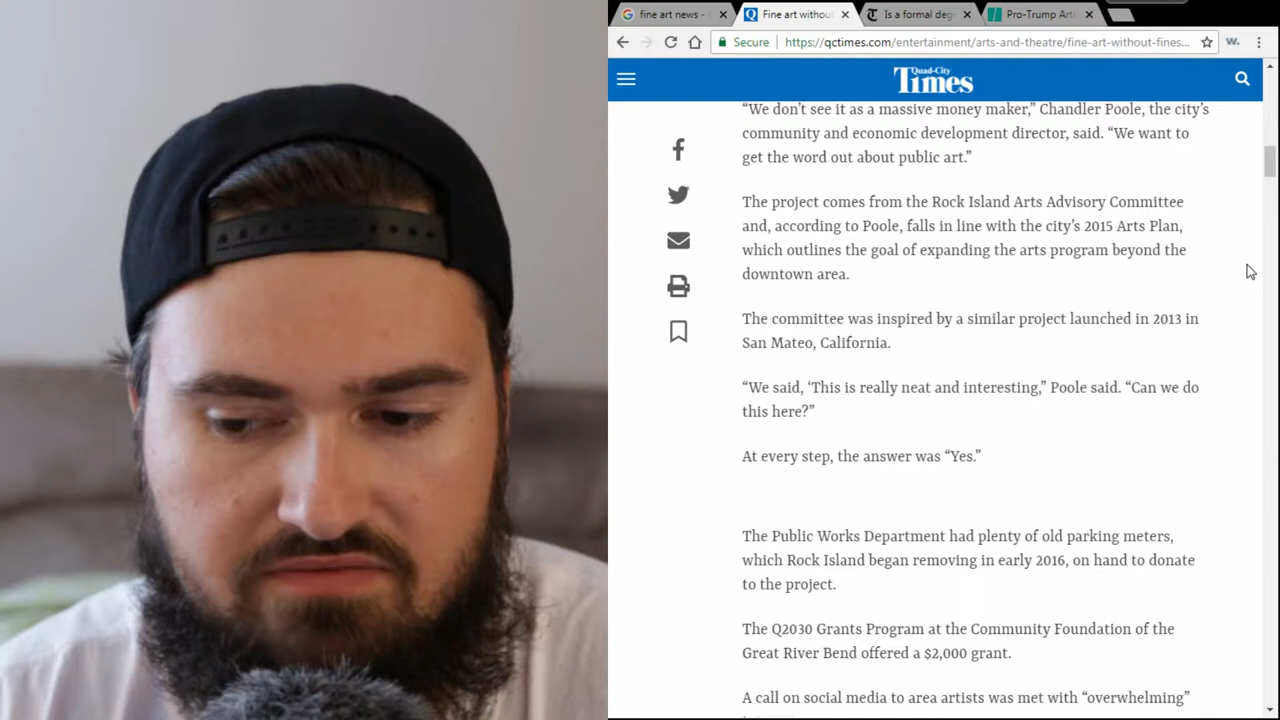 fine art news -
Fine art withou
Is a formal deg
Pro-Trump Arti
Secure
https://qctimes.com/entertainment/arts-and-theatre/fine-art-without-fines...
w.
Quad-City
Times
“We don’t see it as a massive money maker,” Chandler Poole, the city’s
community and economic development director, said. “We want to
get the word out about public art.”
The project comes from the Rock Island Arts Advisory Committee
and, according to Poole, falls in line with the city’s 2015 Arts Plan,
which outlines the goal of expanding the arts program beyond the
downtown area.
The committee was inspired by a similar project launched in 2013 in
San Mateo, California.
“We said, ‘This is really neat and interesting,” Poole said. “Can we do
this here?”
At every step, the answer was “Yes.”
The Public Works Department had plenty of old parking meters,
which Rock Island began removing in early 2016, on hand to donate
to the project.
The Q2030 Grants Program at the Community Foundation of the
Great River Bend offered a $2,000 grant.
A call on social media to area artists was met with “overwhelming”